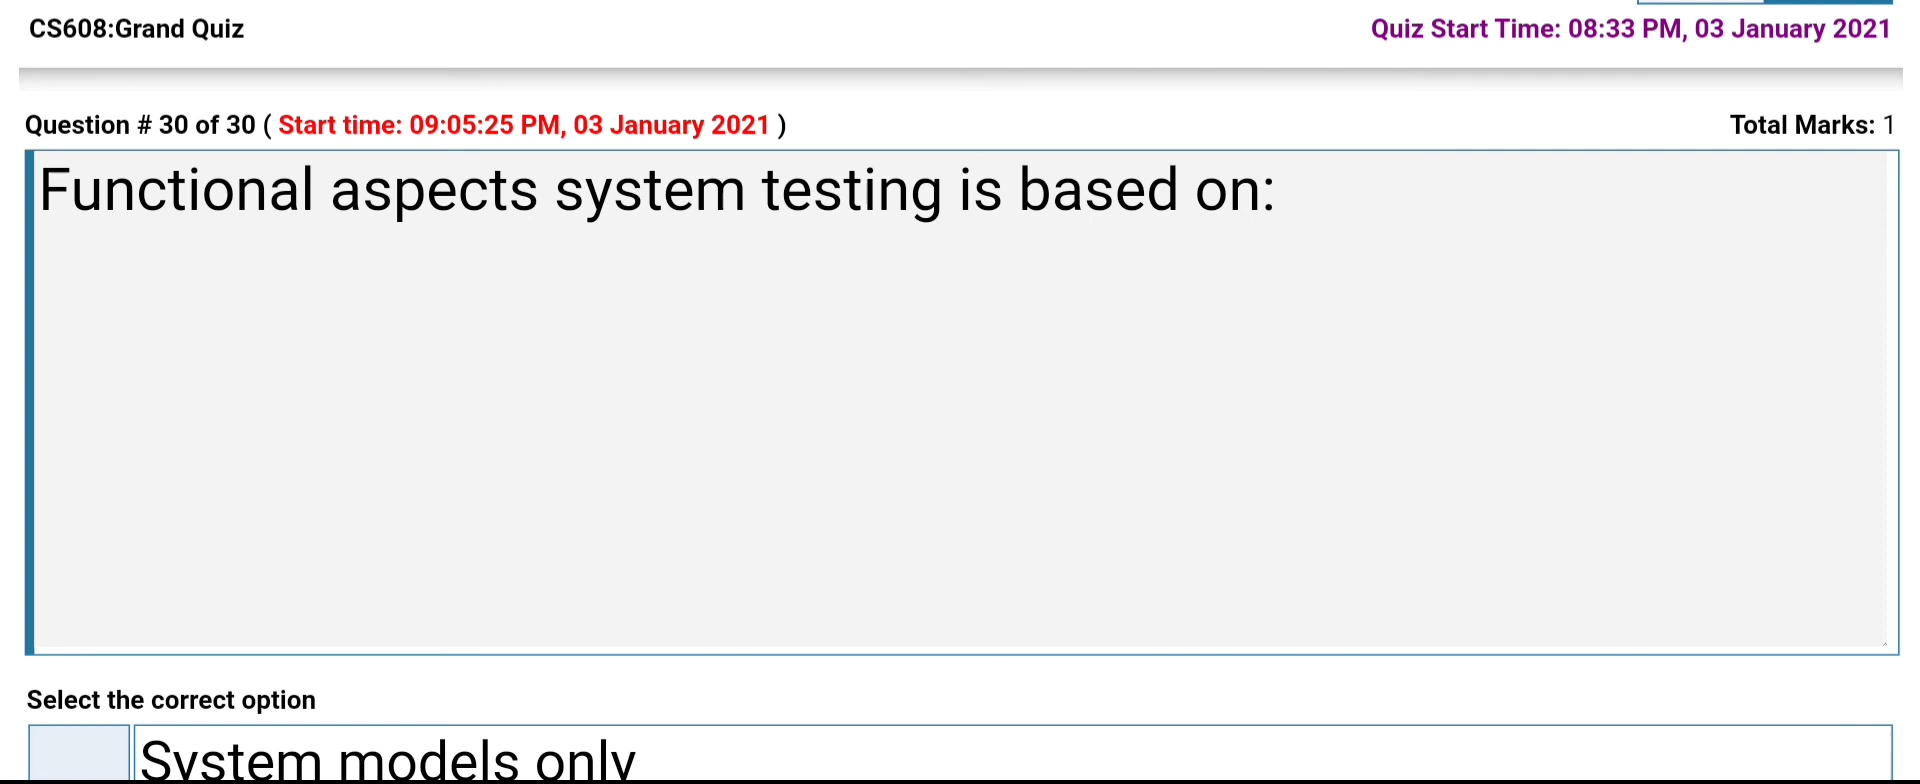 CS608:Grand Quiz
Quiz Start Time: 08:33 PM, 03 January 2021
Question # 30 of 30 ( Start time: 09:05:25 PM, 03 January 2021 )
Total Marks: 1
Functional aspects system testing is based on:
Select the correct option
System models only